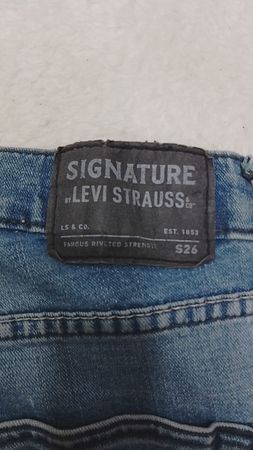 SIGNATURE
BY LEVI STRAUSS & CO
LS & CO. EST. 1853
FAMOUS RIVETED STRENGTH S26